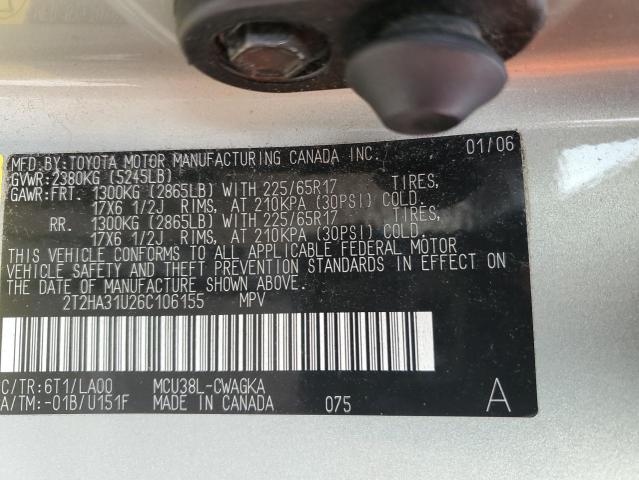 MFD.BY:TOYOTA MOTOR MANUFACTURING CANADA INC. 01/06
GVWR:2380KG (5245LB)
GAWR:FRT. 1300KG (2865LB) WITH 225/65R17 TIRES,
17X6 1/2J RIMS, AT 210KPA (30PSI) COLD.
RR. 1300KG (2865LB) WITH 225/65R17 TIRES,
17X6 1/2J RIMS, AT 210KPA (30PSI) COLD.
THIS VEHICLE CONFORMS TO ALL APPLICABLE FEDERAL MOTOR
VEHICLE SAFETY AND THEFT PREVENTION STANDARDS IN EFFECT ON
THE DATE OF MANUFACTURE SHOWN ABOVE.
2T2HA31U26C106155 MPV
C/TR:6T1/LA00 MCU38L-CWAGKA
A/TM:-01B/U151F MADE IN CANADA 075 A